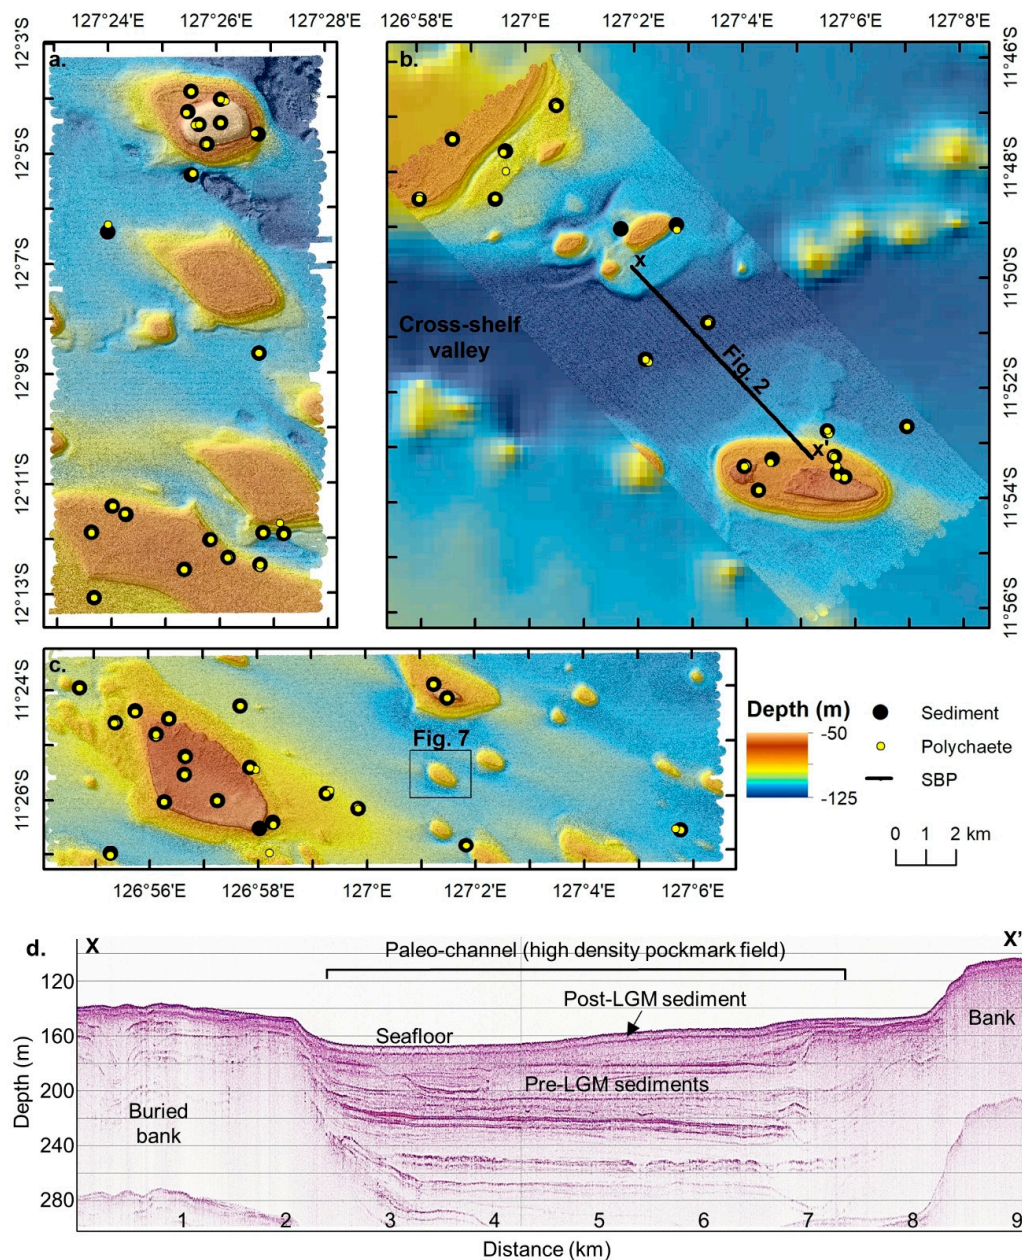 127°24'E 127°26'E 127°28'E
126°58'E 127°E 127°2'E 127°4'E 127°6'E 127°8'E
a.
12°3'S
12°5'S
12°7'S
12°9'S
12°11'S
12°13'S
b.
x
Cross-shelf
valley
Fig. 2
x'
11°46'S
11°48'S
11°50'S
11°52'S
11°54'S
11°56'S
c.
11°24'S
11°26'S
Fig. 7
126°56'E 126°58'E 127°E 127°2'E 127°4'E 127°6'E
Depth (m)
-50
-125
Sediment
Polychaete
SBP
0 1 2 km
d.
X
X'
Paleo-channel (high density pockmark field)
Post-LGM sediment
Seafloor
Bank
Pre-LGM sediments
Buried
bank
Depth (m)
120
160
200
240
280
1 2 3 4 5 6 7 8 9
Distance (km)